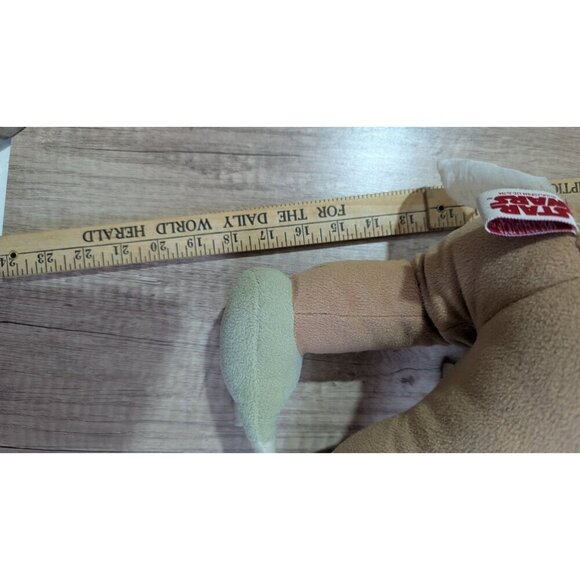 FOR THE DAILY WORLD HERALD
24 23 22 21 20 19 18 17 16 15 14 13 12
STAR
WARS